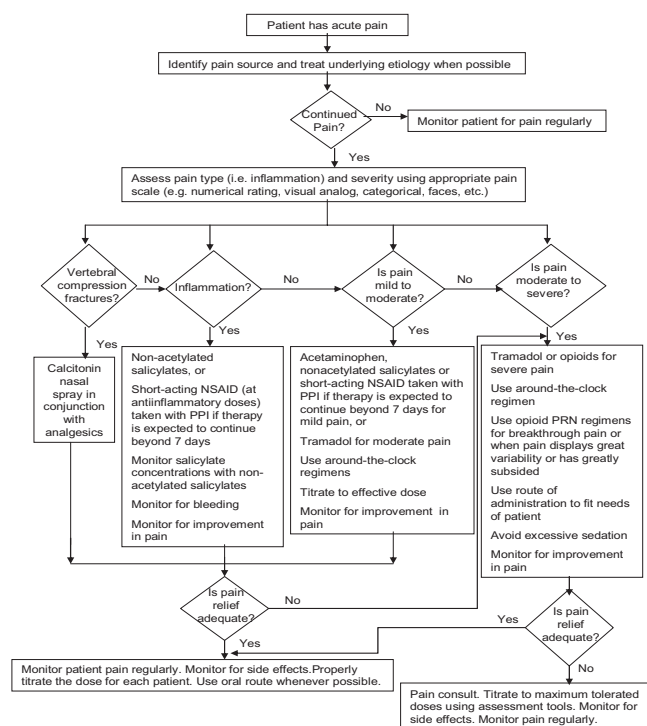 Patient has acute pain
Identify pain source and treat underlying etiology when possible
Continued
Pain?
No
Monitor patient for pain regularly
Yes
Assess pain type (i.e. inflammation) and severity using appropriate pain
scale (e.g. numerical rating, visual analog, categorical, faces, etc.)
Vertebral
compression
fractures?
No
Inflammation?
No
Is pain
mild to
moderate?
No
Is pain
moderate to
severe?
Yes
Yes
Yes
Yes
Calcitonin
nasal
spray in
conjunction
with
analgesics
Non-acetylated
salicylates, or
Short-acting NSAID (at
antiinflammatory doses)
taken with PPI if therapy
is expected to continue
beyond 7 days
Monitor salicylate
concentrations with non-
acetylated salicylates
Monitor for bleeding
Monitor for improvement
in pain
Acetaminophen,
nonacetylated salicylates or
short-acting NSAID taken with
PPI if therapy is expected to
continue beyond 7 days for
mild pain, or
Tramadol for moderate pain
Use around-the-clock
regimens
Titrate to effective dose
Monitor for improvement in
pain
Tramadol or opioids for
severe pain
Use around-the-clock
regimen
Use opioid PRN regimens
for breakthrough pain or
when pain displays great
variability or has greatly
subsided
Use route of
administration to fit needs
of patient
Avoid excessive sedation
Monitor for improvement
in pain
Is pain
relief
adequate?
No
Yes
Is pain
relief
adequate?
Yes
No
Monitor patient pain regularly. Monitor for side effects.Properly
titrate the dose for each patient. Use oral route whenever possible.
Pain consult. Titrate to maximum tolerated
doses using assessment tools. Monitor for
side effects. Monitor pain regularly.